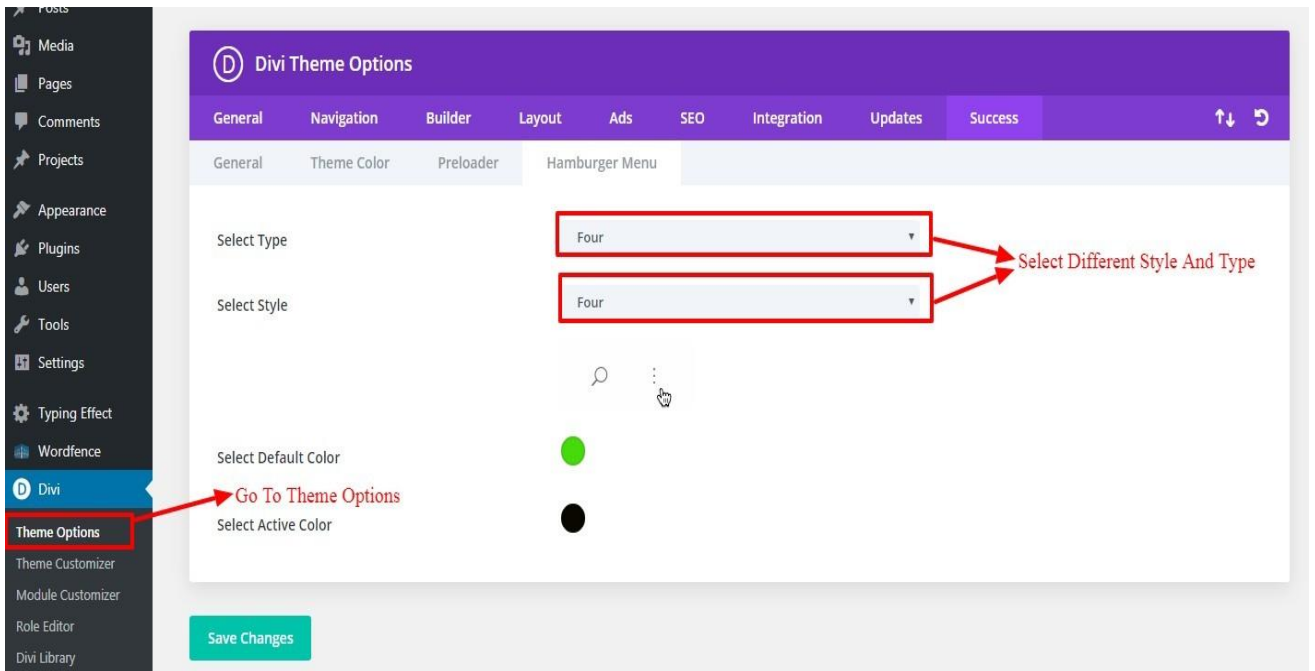 Posts
Media
Pages
Comments
Projects
Appearance
Plugins
Users
Tools
Settings
Typing Effect
Wordfence
D Divi
Theme Options
Theme Customizer
Module Customizer
Role Editor
Divi Library
D Divi Theme Options
General Navigation Builder Layout Ads SEO Integration Updates Success
General Theme Color Preloader Hamburger Menu
Select Type Four
Select Style Four
Select Different Style And Type
Select Default Color
Go To Theme Options
Select Active Color
Save Changes